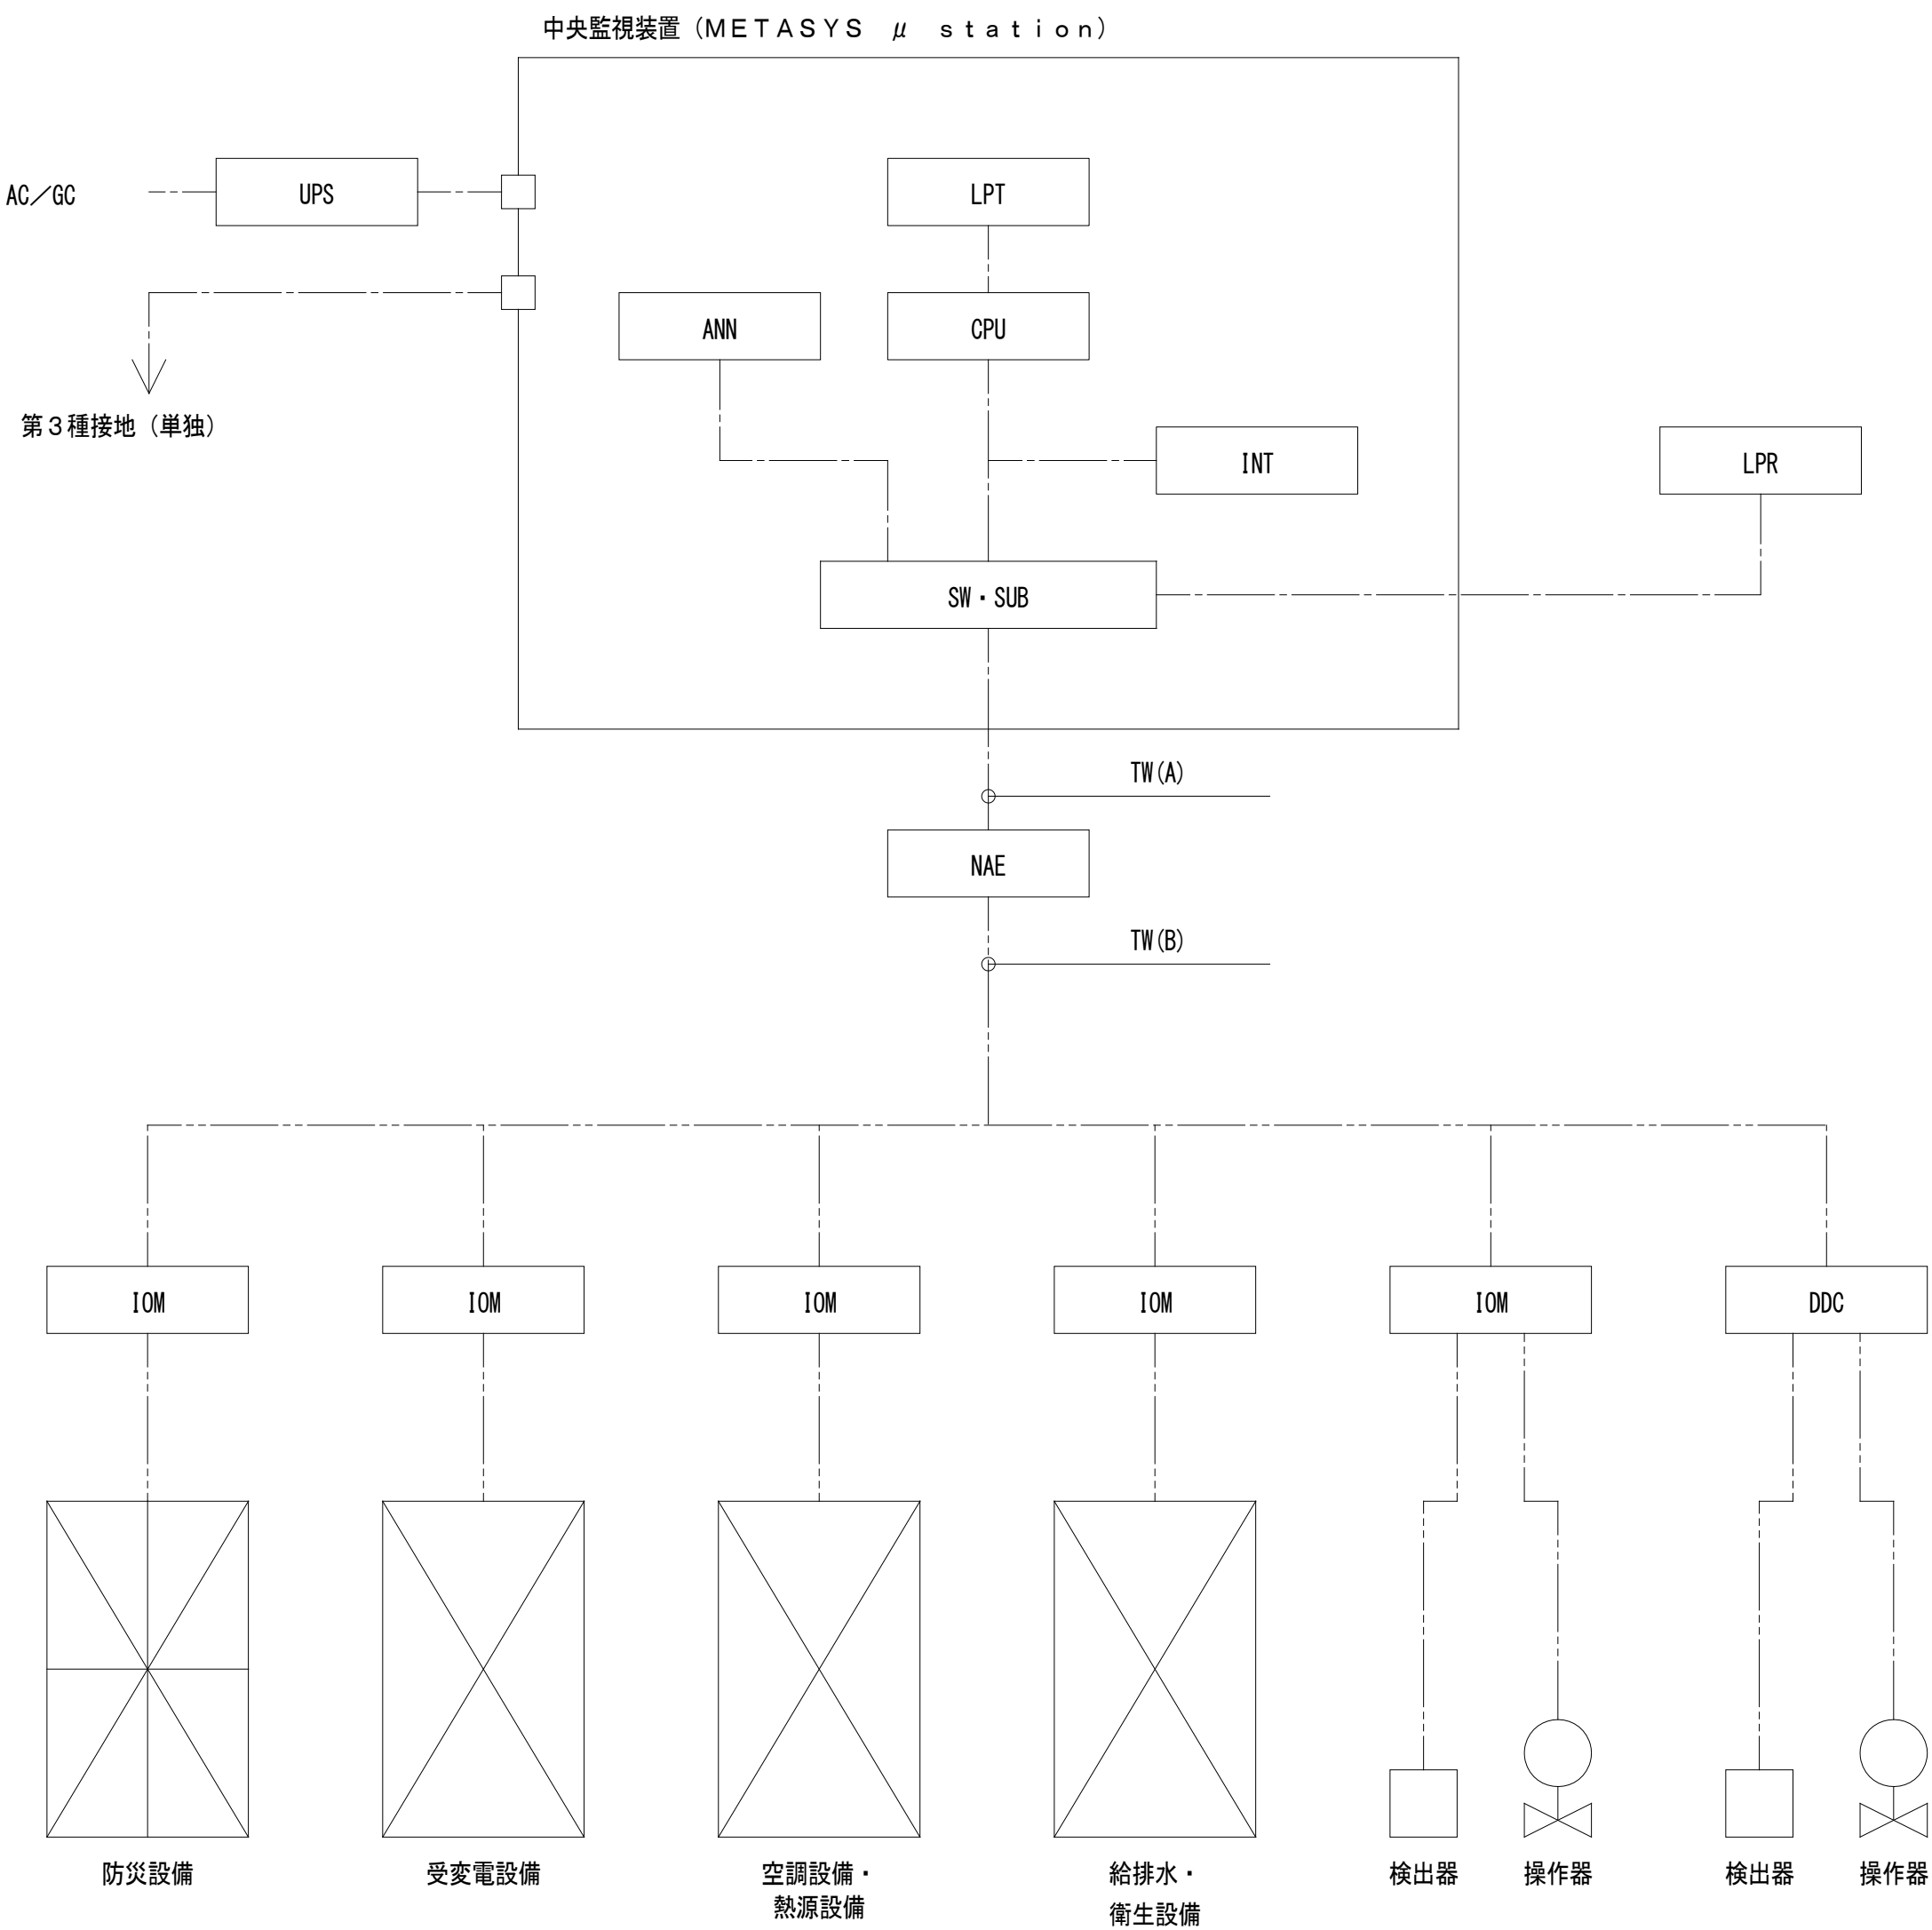 中央監視装置（ＭＥＴＡＳＹＳ　μ　ｓｔａｔｉｏｎ）
AC／GC
UPS
LPT
ANN
CPU
第３種接地（単独）
INT
LPR
SW・SUB
TW(A)
NAE
TW(B)
IOM
IOM
IOM
IOM
IOM
DDC
防災設備
受変電設備
空調設備・
熱源設備
給排水・
衛生設備
検出器
操作器
検出器
操作器